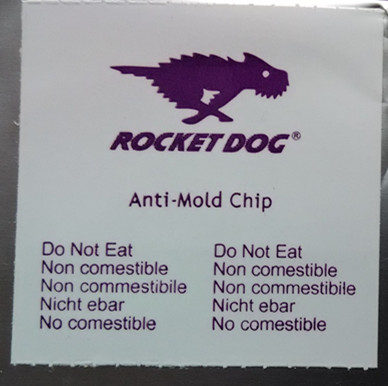 ROCKET DOG®
Anti-Mold Chip
Do Not Eat
Non comestible
Non commestibile
Nicht ebar
No comestible
Do Not Eat
Non comestible
Non commestibile
Nicht ebar
No comestible